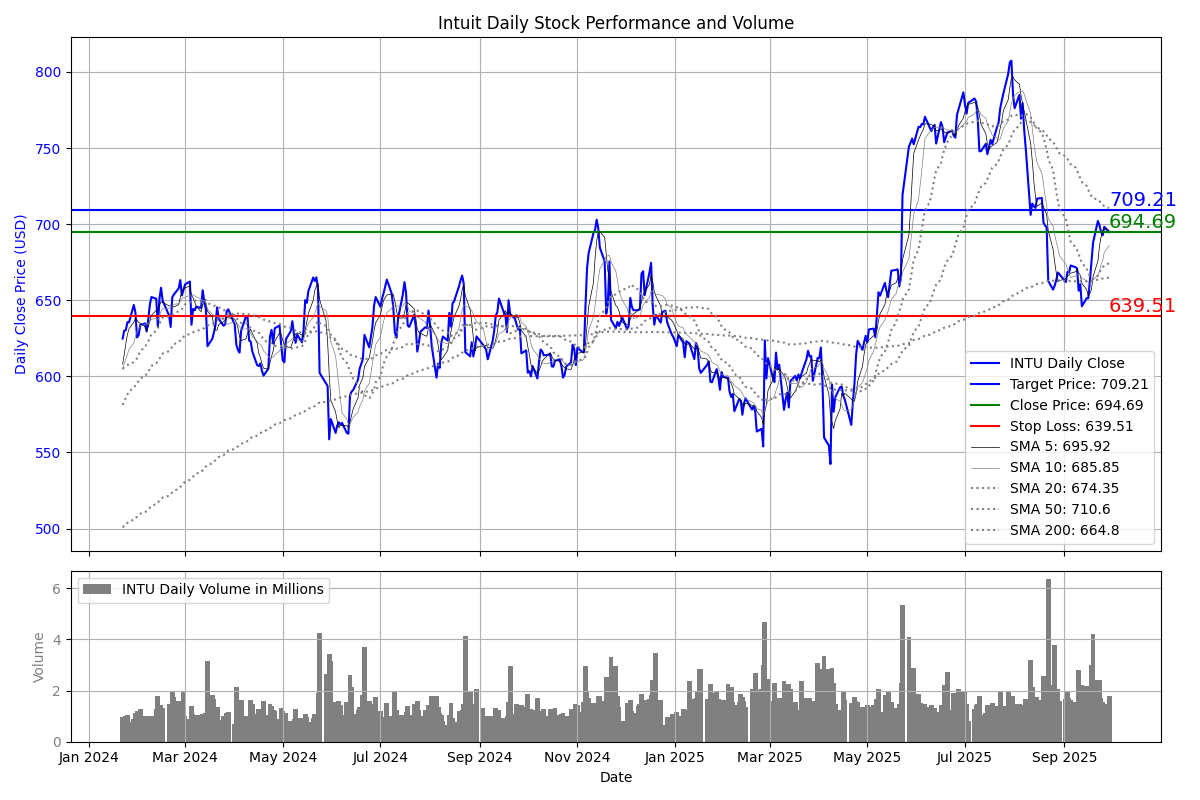 Intuit Daily Stock Performance and Volume
Daily Close Price (USD)
800
750
700
650
600
550
500
709.21
694.69
639.51
INTU Daily Close
Target Price: 709.21
Close Price: 694.69
Stop Loss: 639.51
SMA 5: 695.92
SMA 10: 685.85
SMA 20: 674.35
SMA 50: 710.6
SMA 200: 664.8
Volume
6
4
2
0
INTU Daily Volume in Millions
Jan 2024 Mar 2024 May 2024 Jul 2024 Sep 2024 Nov 2024 Jan 2025 Mar 2025 May 2025 Jul 2025 Sep 2025
Date